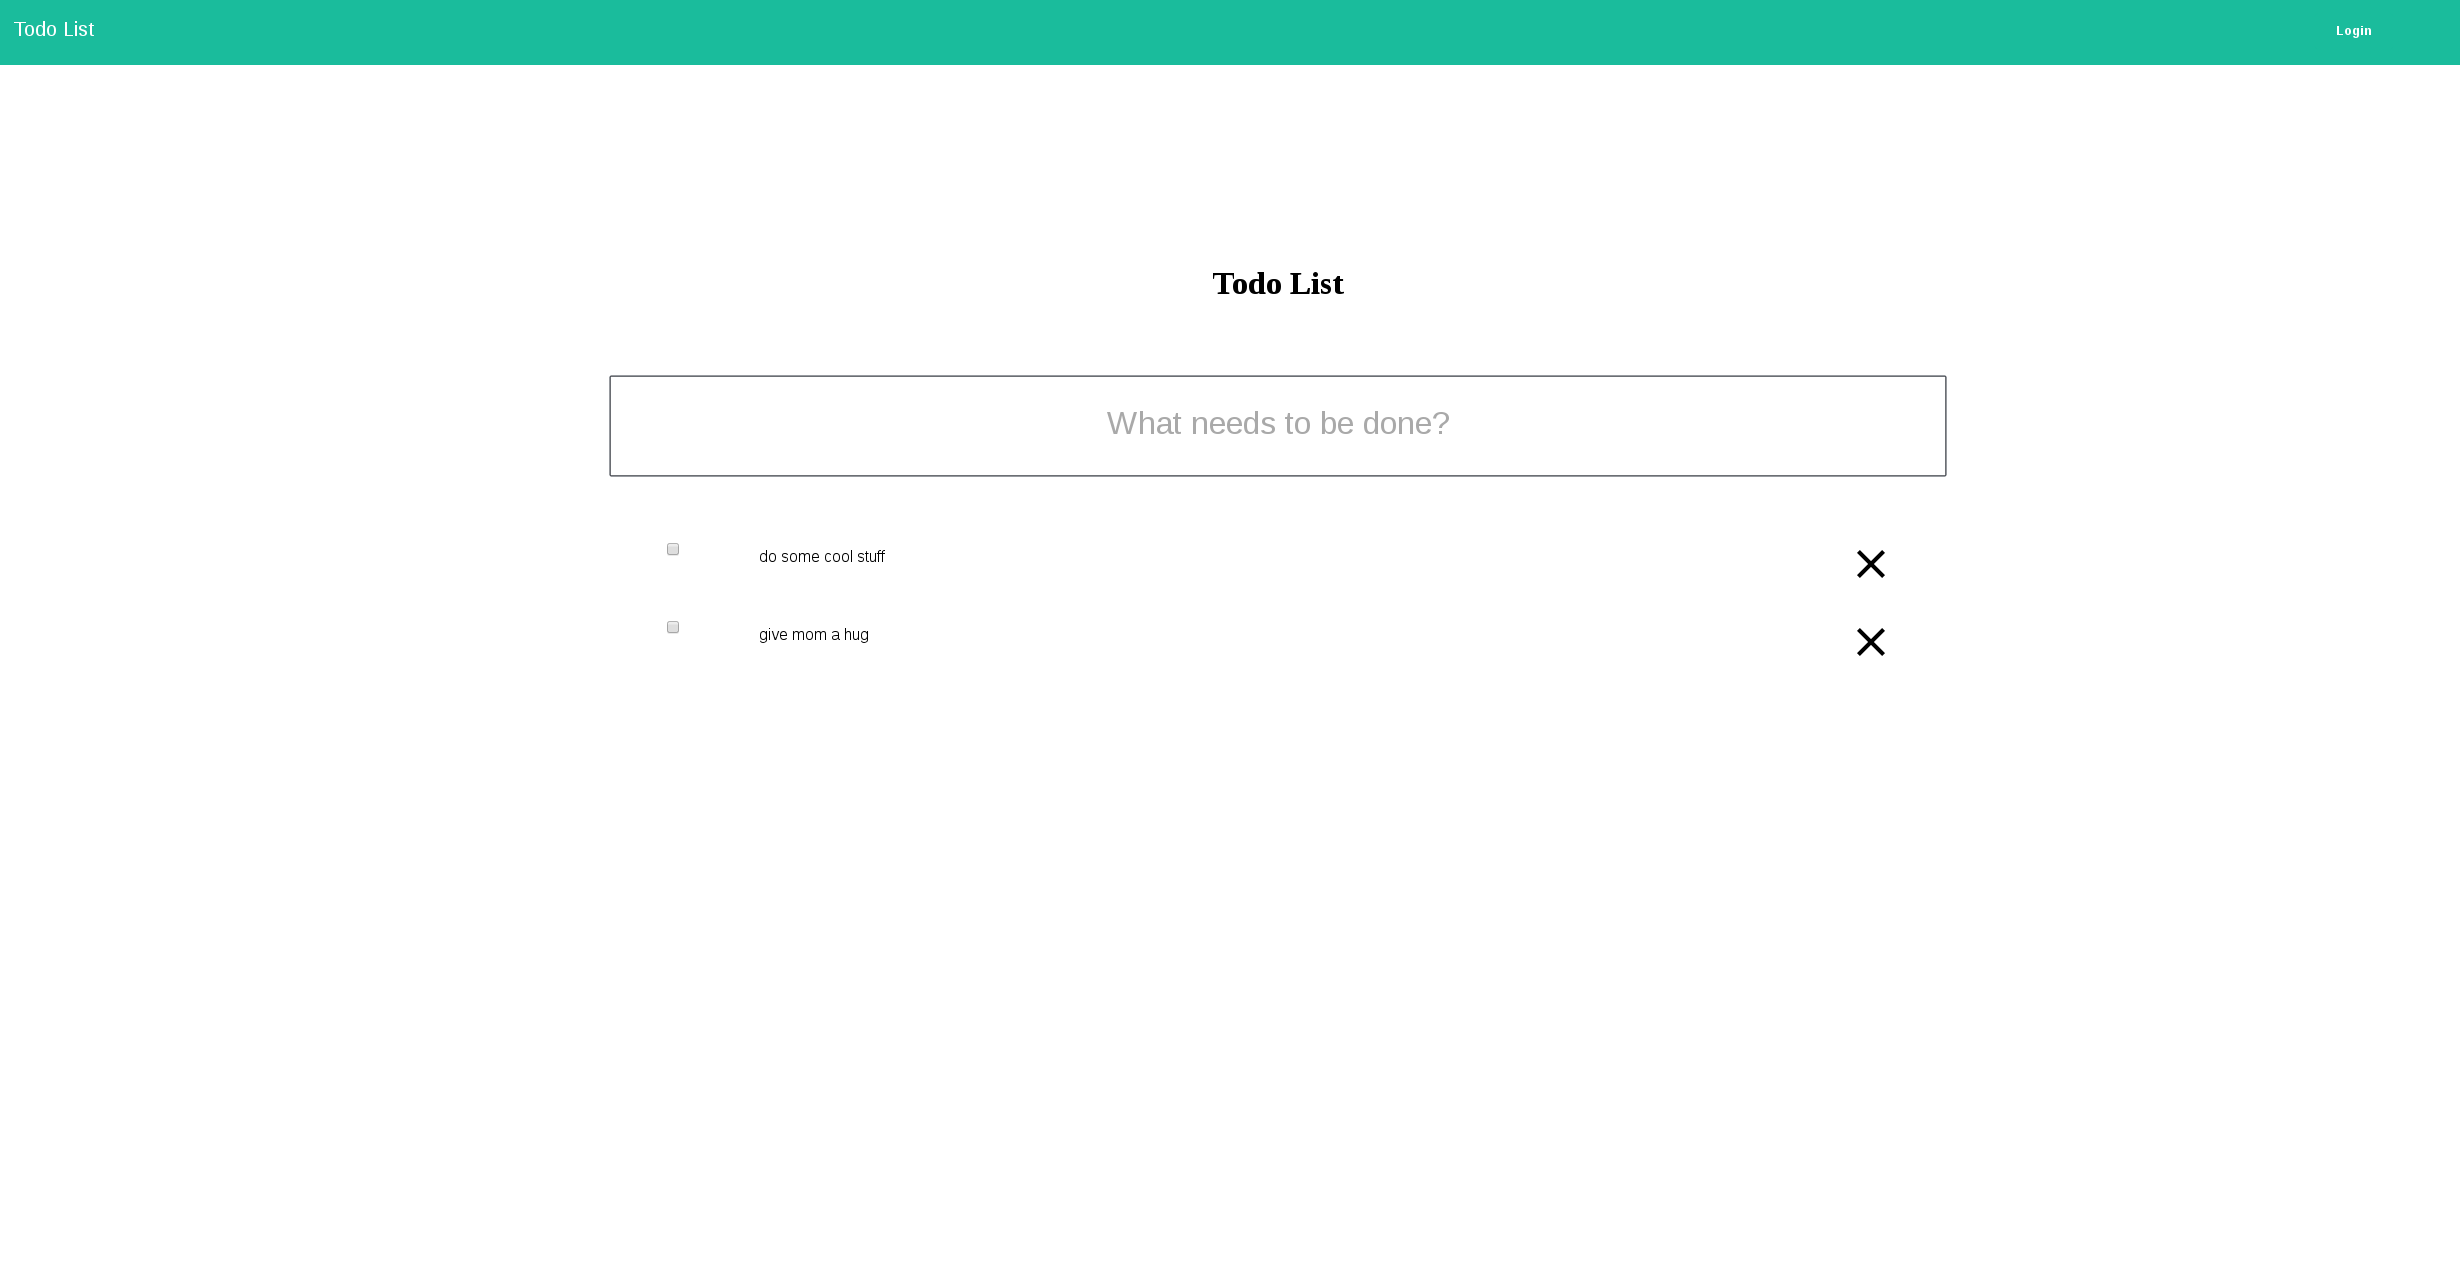 Todo List
Login
Todo List
What needs to be done?
do some cool stuff
give mom a hug